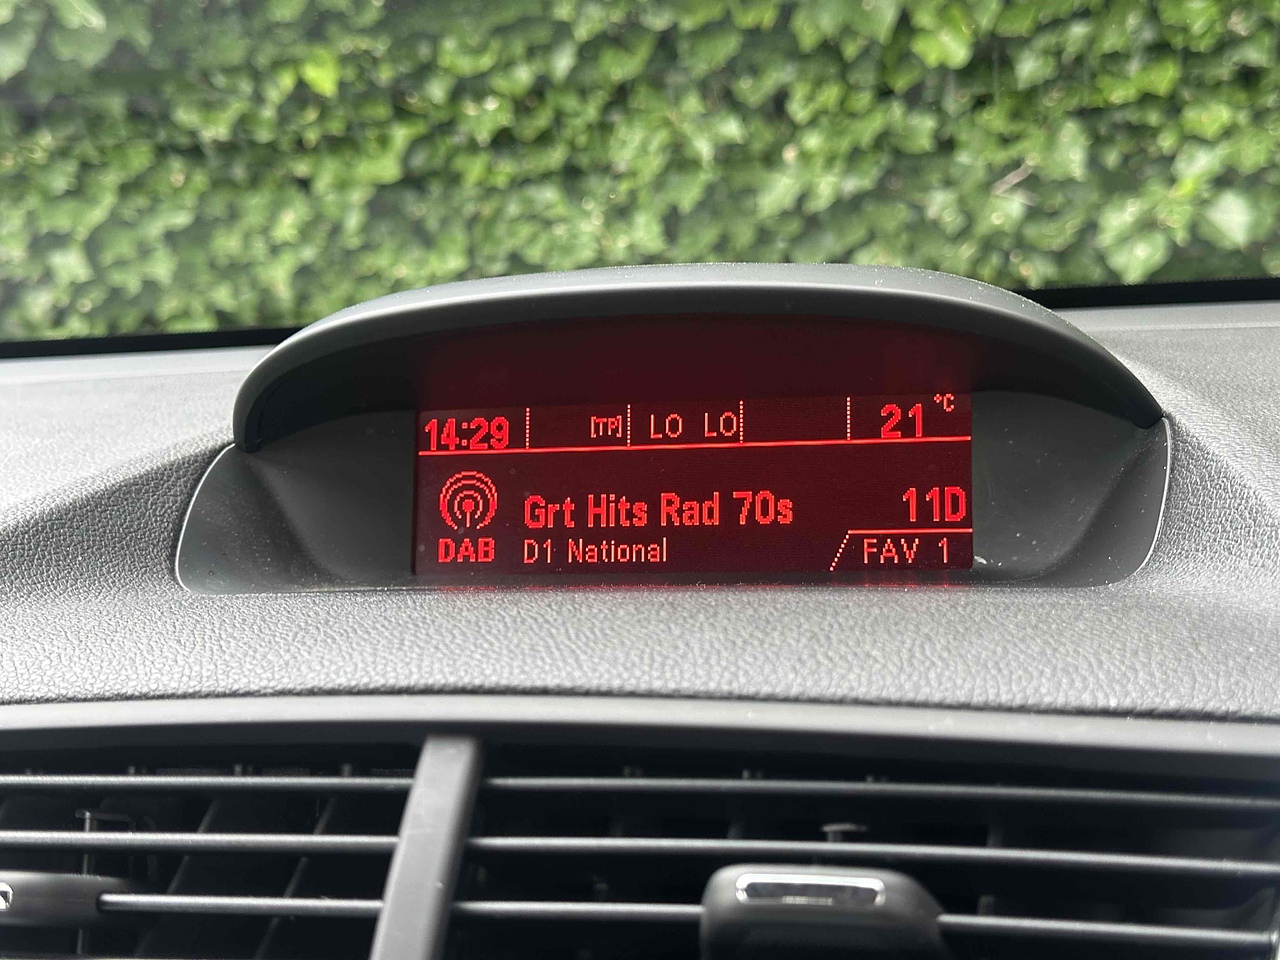 14:29 [TP] LO LO 21 °C
Grt Hits Rad 70s 11D
DAB D1 National FAV 1